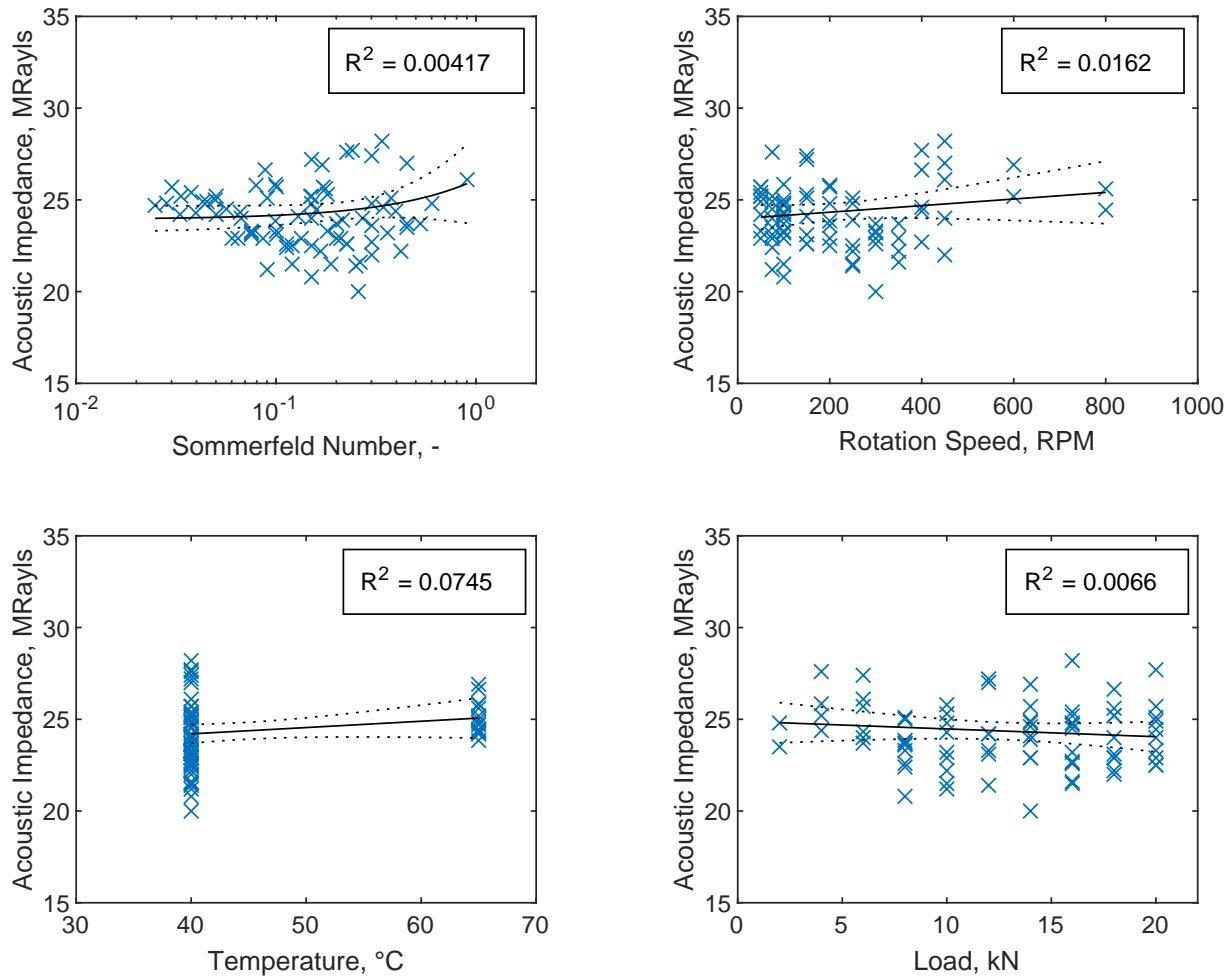 35
30
25
20
15
Acoustic Impedance, MRayls
R² = 0.00417
10⁻² 10⁻¹ 10⁰
Sommerfeld Number, -
35
30
25
20
15
Acoustic Impedance, MRayls
R² = 0.0162
0 200 400 600 800 1000
Rotation Speed, RPM
35
30
25
20
15
Acoustic Impedance, MRayls
R² = 0.0745
30 40 50 60 70
Temperature, °C
35
30
25
20
15
Acoustic Impedance, MRayls
R² = 0.0066
0 5 10 15 20
Load, kN